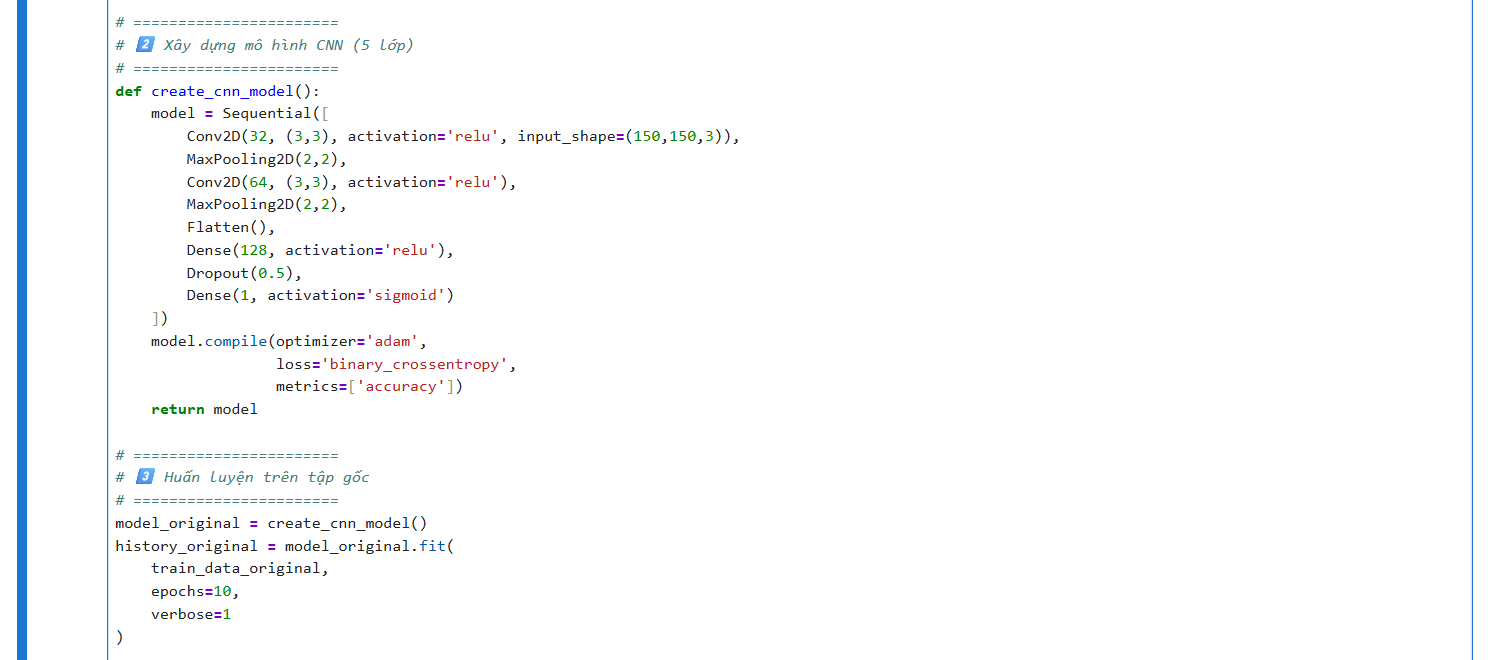 # =======================
# 2️⃣ Xây dựng mô hình CNN (5 lớp)
# =======================
def create_cnn_model():
    model = Sequential([
        Conv2D(32, (3,3), activation='relu', input_shape=(150,150,3)),
        MaxPooling2D(2,2),
        Conv2D(64, (3,3), activation='relu'),
        MaxPooling2D(2,2),
        Flatten(),
        Dense(128, activation='relu'),
        Dropout(0.5),
        Dense(1, activation='sigmoid')
    ])
    model.compile(optimizer='adam',
                  loss='binary_crossentropy',
                  metrics=['accuracy'])
    return model

# =======================
# 3️⃣ Huấn luyện trên tập gốc
# =======================
model_original = create_cnn_model()
history_original = model_original.fit(
    train_data_original,
    epochs=10,
    verbose=1
)